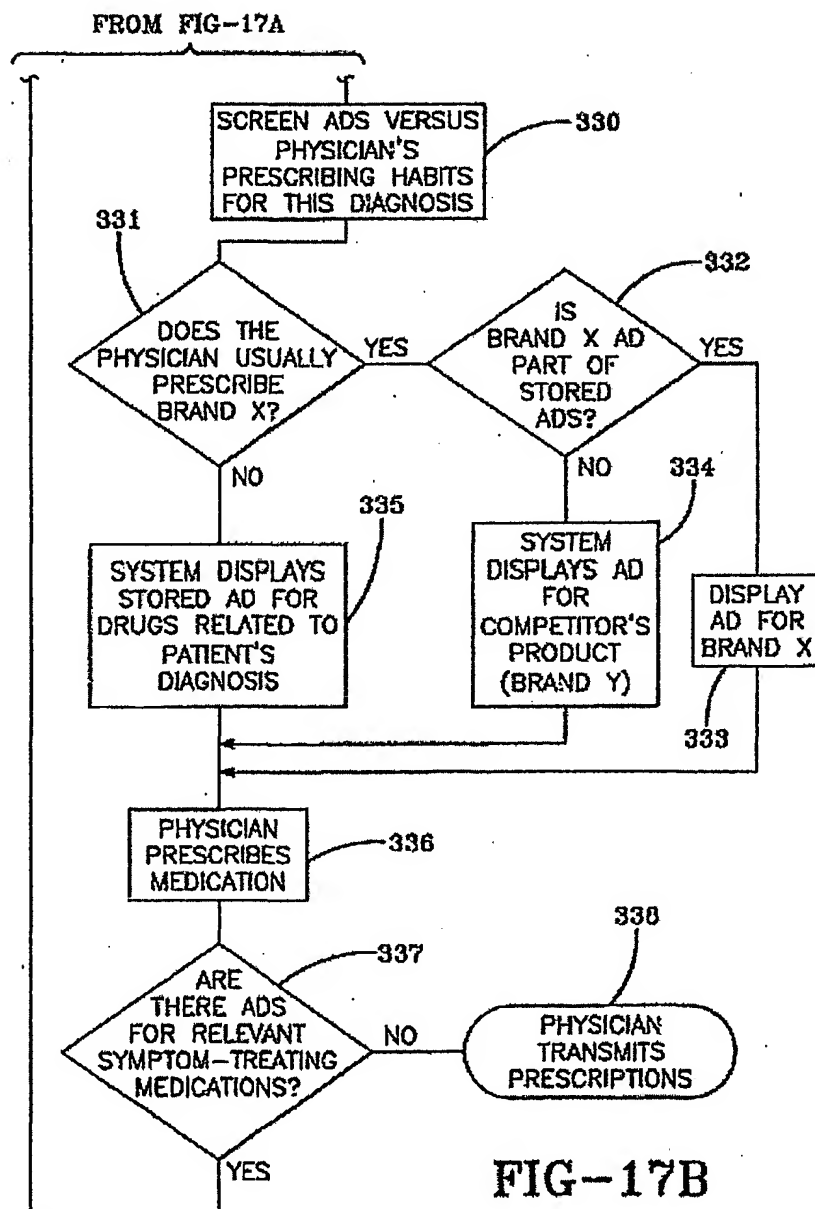 FROM FIG-17A
SCREEN ADS VERSUS
PHYSICIAN'S
PRESCRIBING HABITS
FOR THIS DIAGNOSIS
330
331
DOES THE
PHYSICIAN USUALLY
PRESCRIBE
BRAND X?
YES
NO
332
IS
BRAND X AD
PART OF
STORED
ADS?
YES
NO
335
SYSTEM DISPLAYS
STORED AD FOR
DRUGS RELATED TO
PATIENT'S
DIAGNOSIS
334
SYSTEM
DISPLAYS AD
FOR
COMPETITOR'S
PRODUCT
(BRAND Y)
DISPLAY
AD FOR
BRAND X
333
PHYSICIAN
PRESCRIBES
MEDICATION
336
337
ARE
THERE ADS
FOR RELEVANT
SYMPTOM-TREATING
MEDICATIONS?
NO
YES
338
PHYSICIAN
TRANSMITS
PRESCRIPTIONS
FIG-17B